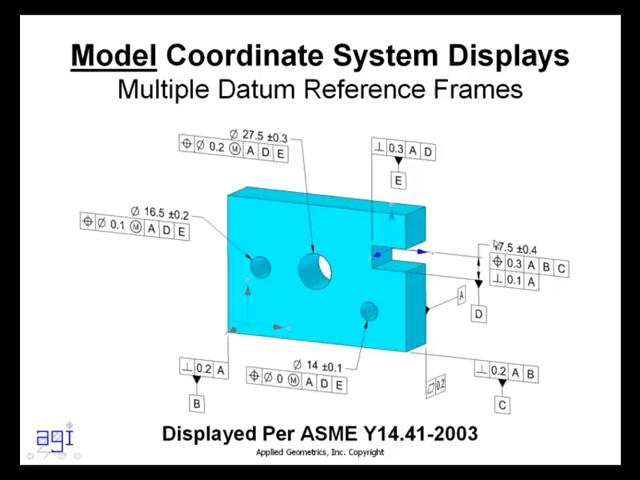 Model Coordinate System Displays
Multiple Datum Reference Frames
⌀ 27.5 ±0.3
⌖ ⌀ 0.2 Ⓜ A D E
⟂ 0.3 A D
E
⌀ 16.5 ±0.2
⌖ ⌀ 0.1 Ⓜ A D E
7.5 ±0.4
⌖ 0.3 A B C
⟂ 0.1 A
A
D
⌀ 14 ±0.1
⌖ ⌀ 0 Ⓜ A D E
⟂ 0.2 A
B
⏥ 0.2
⟂ 0.2 A B
C
agi
Displayed Per ASME Y14.41-2003
Applied Geometrics, Inc. Copyright